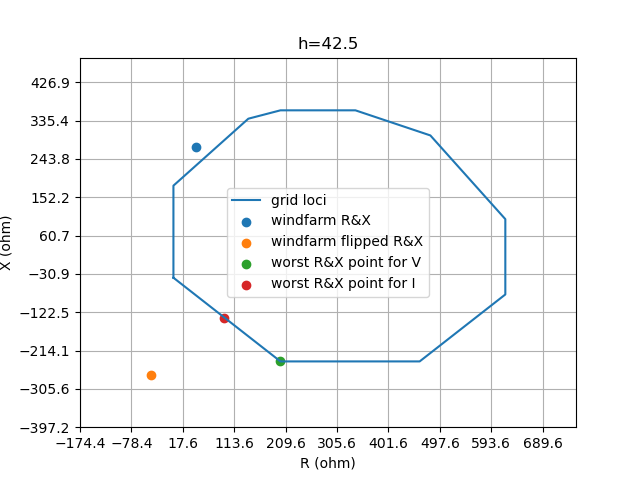 h=42.5
426.9
335.4
243.8
152.2
60.7
−30.9
−122.5
−214.1
−305.6
−397.2
X (ohm)
grid loci
windfarm R&X
windfarm flipped R&X
worst R&X point for V
worst R&X point for I
−174.4 −78.4 17.6 113.6 209.6 305.6 401.6 497.6 593.6 689.6
R (ohm)